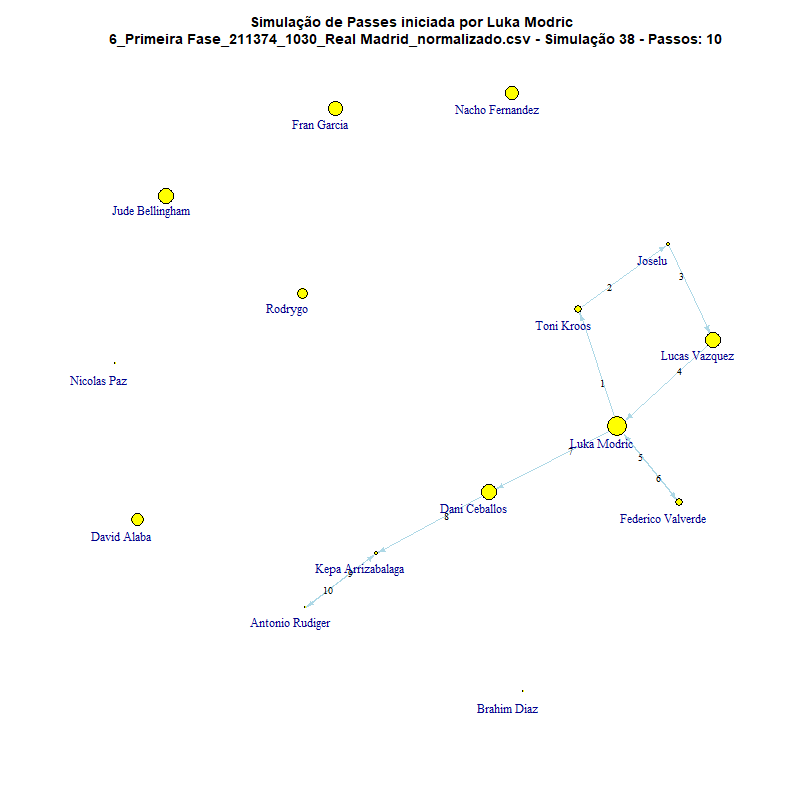 Simulação de Passes iniciada por Luka Modric
6_Primeira Fase_211374_1030_Real Madrid_normalizado.csv - Simulação 38 - Passos: 10
Nacho Fernandez
Fran Garcia
Jude Bellingham
Joselu
2
3
Rodrygo
Toni Kroos
Lucas Vazquez
4
Nicolas Paz
1
Luka Modric
7
5
6
Dani Ceballos
8
Federico Valverde
David Alaba
Kepa Arrizabalaga
9
10
Antonio Rudiger
Brahim Diaz